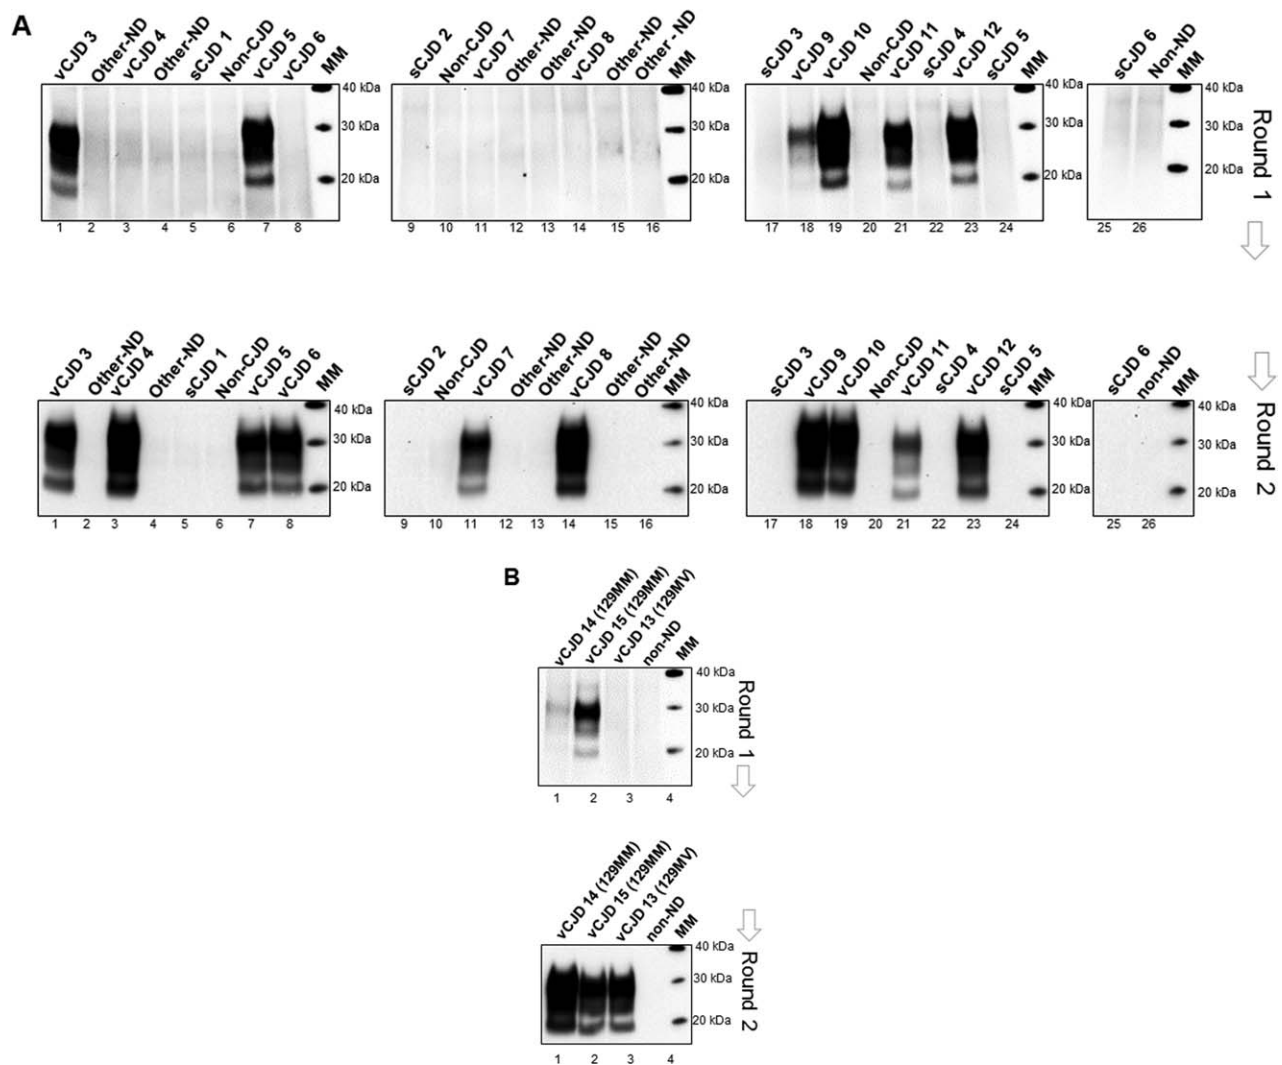 A
vCJD 3 Other-ND vCJD 4 Other-ND sCJD 1 Non-CJD vCJD 5 vCJD 6 MM
40 kDa
30 kDa
20 kDa
1 2 3 4 5 6 7 8
sCJD 2 Non-CJD vCJD 7 Other-ND Other-ND vCJD 8 Other-ND Other - ND MM
40 kDa
30 kDa
20 kDa
9 10 11 12 13 14 15 16
sCJD 3 vCJD 9 vCJD 10 Non-CJD vCJD 11 sCJD 4 vCJD 12 sCJD 5 MM
40 kDa
30 kDa
20 kDa
17 18 19 20 21 22 23 24
sCJD 6 Non-ND MM
40 kDa
30 kDa
20 kDa
25 26
Round 1
vCJD 3 Other-ND vCJD 4 Other-ND sCJD 1 Non-CJD vCJD 5 vCJD 6 MM
40 kDa
30 kDa
20 kDa
1 2 3 4 5 6 7 8
sCJD 2 Non-CJD vCJD 7 Other-ND Other-ND vCJD 8 Other-ND Other-ND MM
40 kDa
30 kDa
20 kDa
9 10 11 12 13 14 15 16
sCJD 3 vCJD 9 vCJD 10 Non-CJD vCJD 11 sCJD 4 vCJD 12 sCJD 5 MM
40 kDa
30 kDa
20 kDa
17 18 19 20 21 22 23 24
sCJD 6 non-ND MM
40 kDa
30 kDa
20 kDa
25 26
Round 2
B
vCJD 14 (129MM) vCJD 15 (129MM) vCJD 13 (129MV) non-ND MM
40 kDa
30 kDa
20 kDa
1 2 3 4
Round 1
vCJD 14 (129MM) vCJD 15 (129MM) vCJD 13 (129MV) non-ND MM
40 kDa
30 kDa
20 kDa
1 2 3 4
Round 2